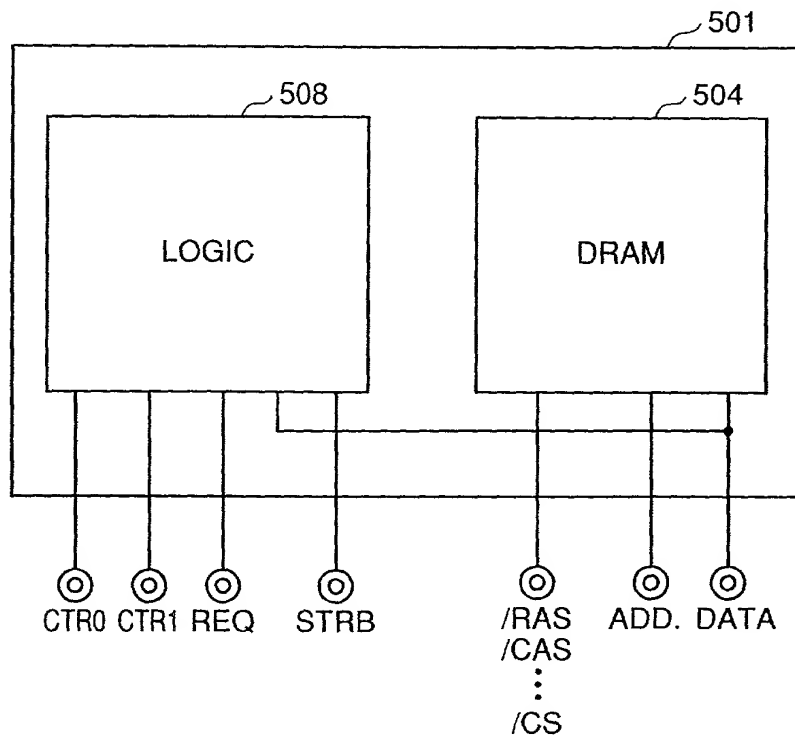 501
508
504
LOGIC
DRAM
CTR0 CTR1 REQ STRB /RAS ADD. DATA
/CAS
/CS